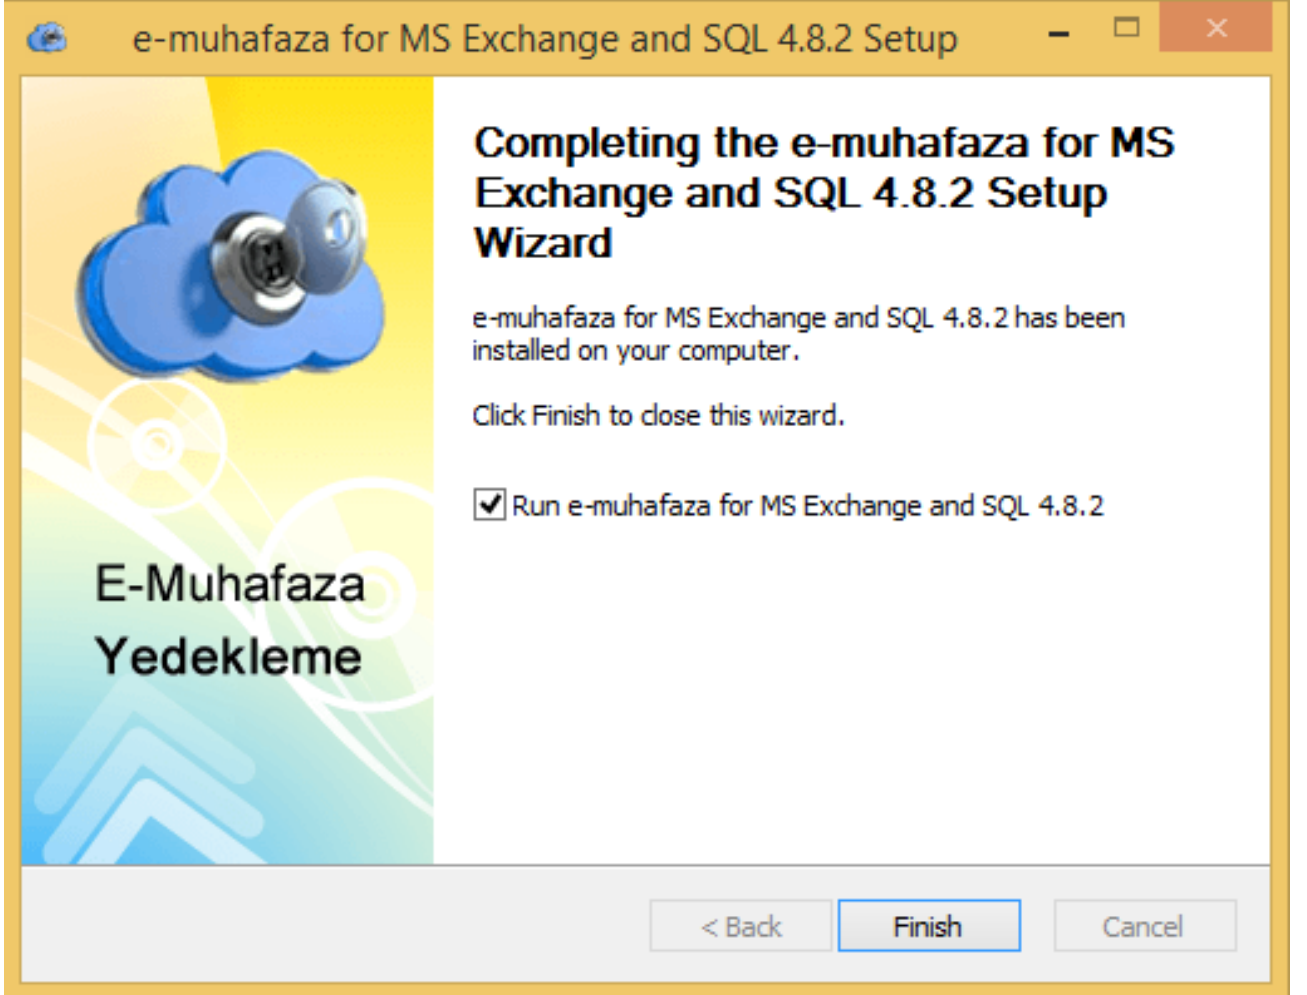 e-muhafaza for MS Exchange and SQL 4.8.2 Setup
Completing the e-muhafaza for MS
Exchange and SQL 4.8.2 Setup
Wizard
e-muhafaza for MS Exchange and SQL 4.8.2 has been
installed on your computer.
Click Finish to close this wizard.
Run e-muhafaza for MS Exchange and SQL 4.8.2
E-Muhafaza
Yedekleme
< Back
Finish
Cancel